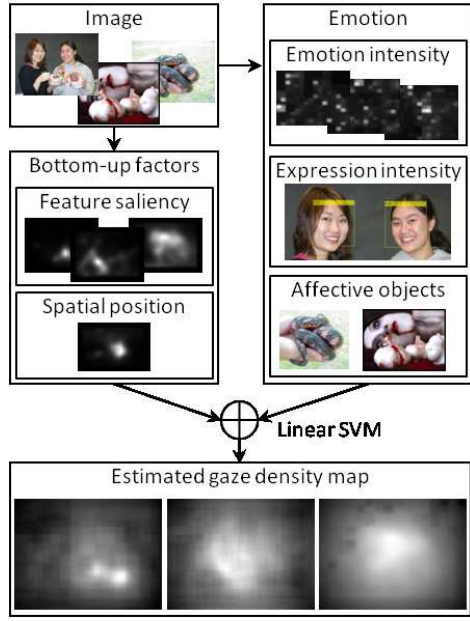 Image
Emotion
Emotion intensity
Bottom-up factors
Feature saliency
Expression intensity
Spatial position
Affective objects
Linear SVM
Estimated gaze density map